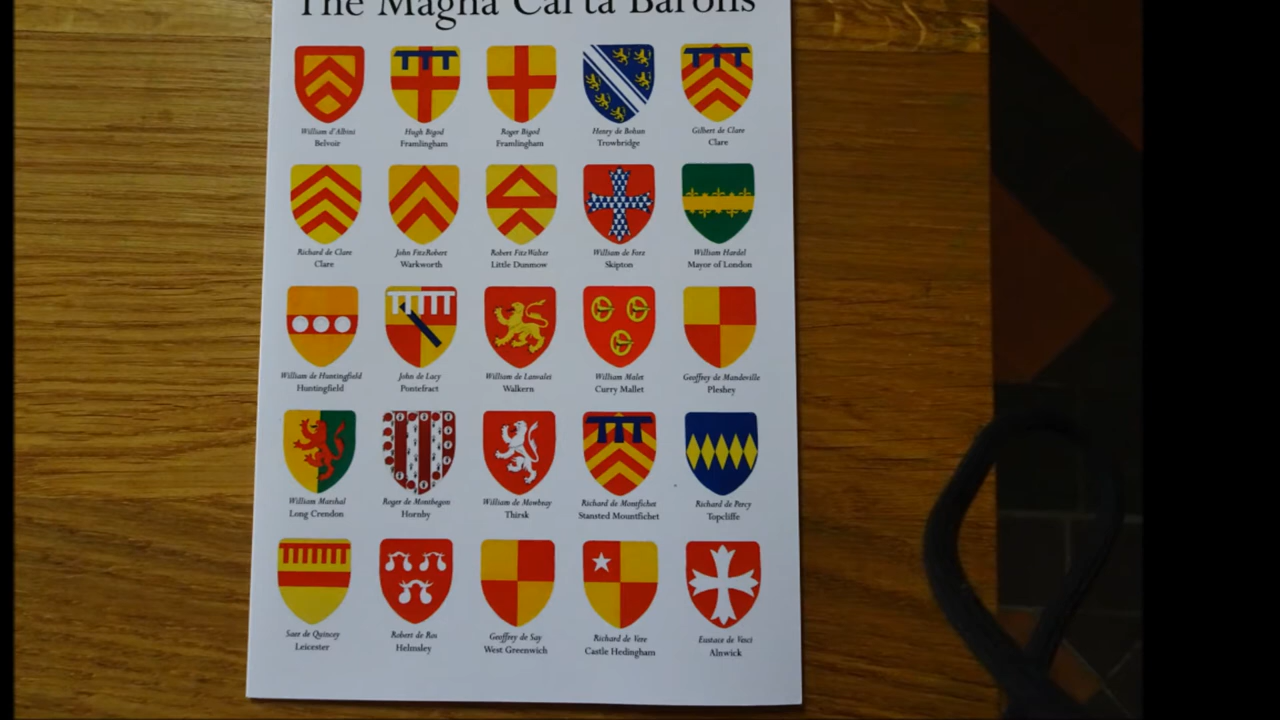 The Magna Carta Barons
William d'Albini
Belvoir
Hugh Bigod
Framlingham
Roger Bigod
Framlingham
Henry de Bohun
Trowbridge
Gilbert de Clare
Clare
Richard de Clare
Clare
John FitzRobert
Warkworth
Robert FitzWalter
Little Dunmow
William de Forz
Skipton
William Hardel
Mayor of London
William de Huntingfield
Huntingfield
John de Lacy
Pontefract
William de Lanvalei
Walkern
William Malet
Curry Mallet
Geoffrey de Mandeville
Pleshey
William Marshal
Long Crendon
Roger de Montbegon
Hornby
William de Mowbray
Thirsk
Richard de Montfichet
Stansted Mountfichet
Richard de Percy
Topcliffe
Saer de Quincey
Leicester
Robert de Ros
Helmsley
Geoffrey de Say
West Greenwich
Richard de Vere
Castle Hedingham
Eustace de Vesci
Alnwick